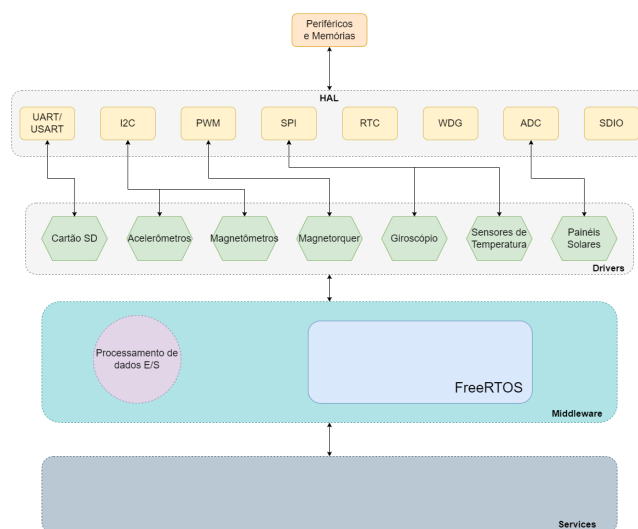 Periféricos
e Memórias
HAL
UART/
USART
I2C
PWM
SPI
RTC
WDG
ADC
SDIO
Cartão SD
Acelerômetros
Magnetômetros
Magnetorquer
Giroscópio
Sensores de
Temperatura
Painéis
Solares
Drivers
Processamento de
dados E/S
FreeRTOS
Middleware
Services